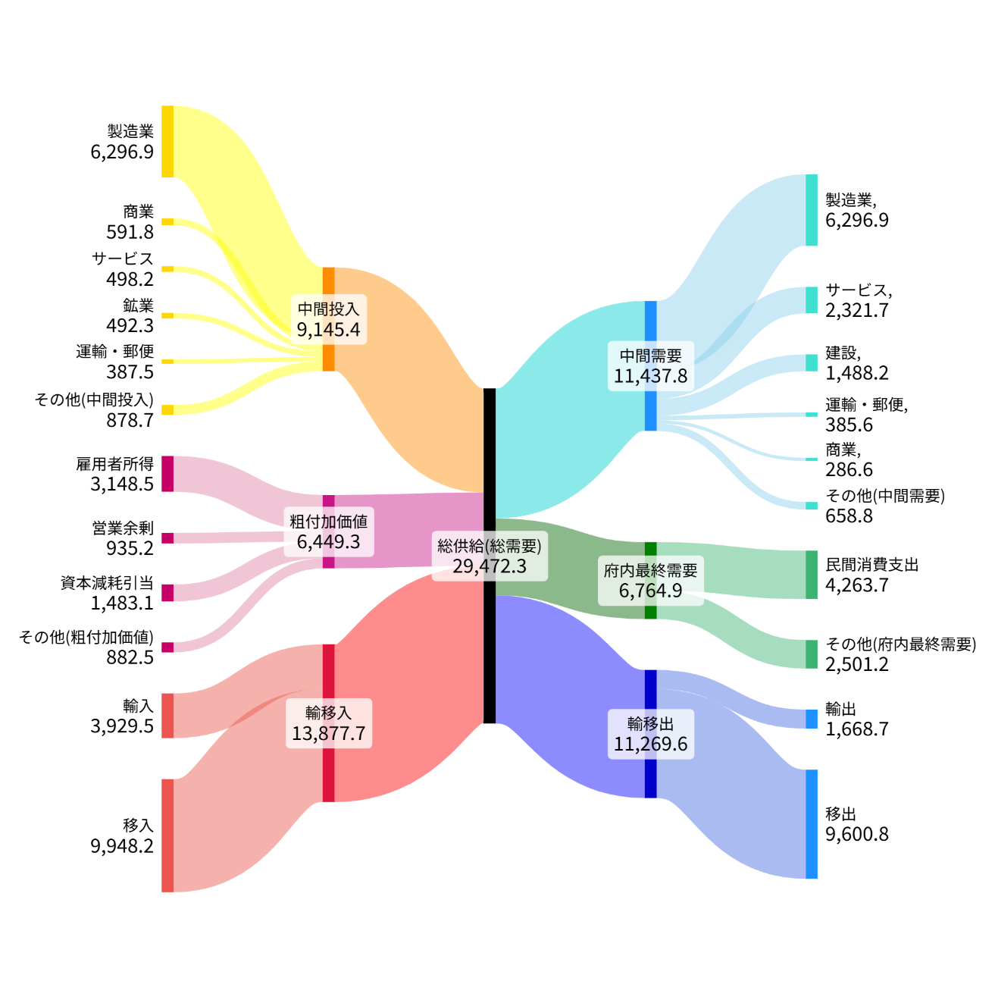 製造業
6,296.9
商業
591.8
サービス
498.2
鉱業
492.3
運輸・郵便
387.5
その他(中間投入)
878.7
雇用者所得
3,148.5
営業余剰
935.2
資本減耗引当
1,483.1
その他(粗付加価値)
882.5
輸入
3,929.5
移入
9,948.2
中間投入
9,145.4
粗付加価値
6,449.3
輸移入
13,877.7
総供給(総需要)
29,472.3
中間需要
11,437.8
府内最終需要
6,764.9
輸移出
11,269.6
製造業,
6,296.9
サービス,
2,321.7
建設,
1,488.2
運輸・郵便,
385.6
商業,
286.6
その他(中間需要)
658.8
民間消費支出
4,263.7
その他(府内最終需要)
2,501.2
輸出
1,668.7
移出
9,600.8